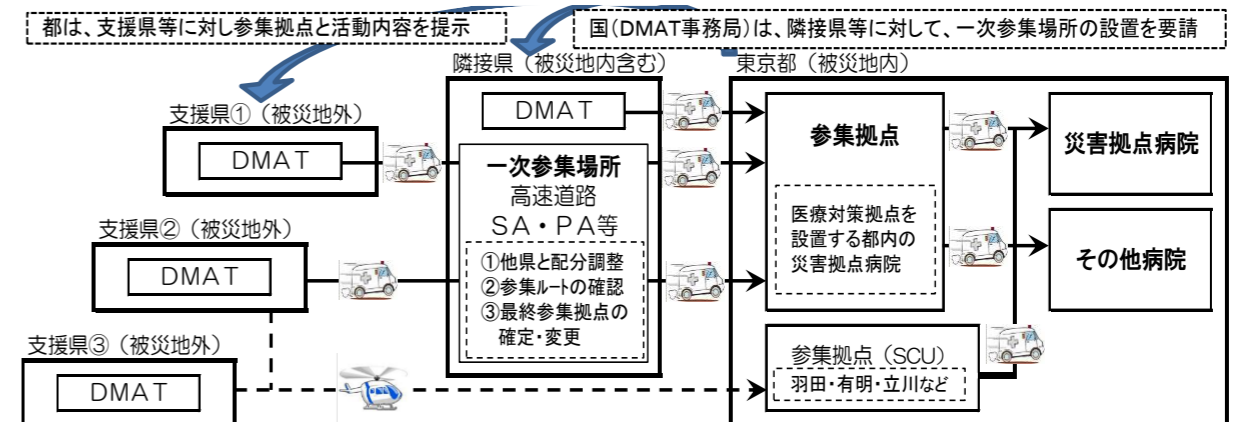 都は、支援県等に対し参集拠点と活動内容を提示
国(DMAT事務局)は、隣接県等に対して、一次参集場所の設置を要請
隣接県（被災地内含む）
東京都（被災地内）
支援県①（被災地外）
DMAT
DMAT
一次参集場所
高速道路
SA・PA等
①他県と配分調整
②参集ルートの確認
③最終参集拠点の
確定・変更
参集拠点
医療対策拠点を
設置する都内の
災害拠点病院
災害拠点病院
その他病院
支援県②（被災地外）
DMAT
支援県③（被災地外）
DMAT
参集拠点（SCU）
羽田・有明・立川など